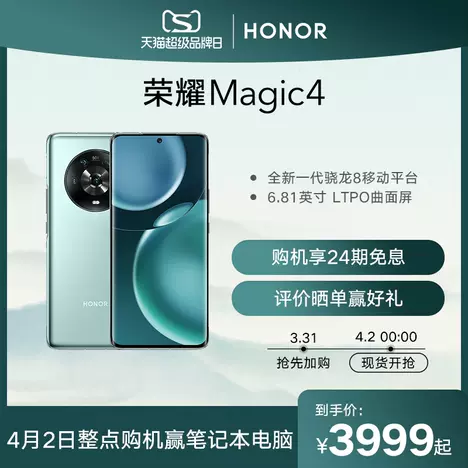 天猫超级品牌日 HONOR
荣耀Magic4
全新一代骁龙8移动平台
6.81英寸 LTPO曲面屏
HONOR
购机享24期免息
评价晒单赢好礼
3.31 4.2 00:00
抢先加购 现货开抢
4月2日整点购机赢笔记本电脑
到手价:
¥3999起